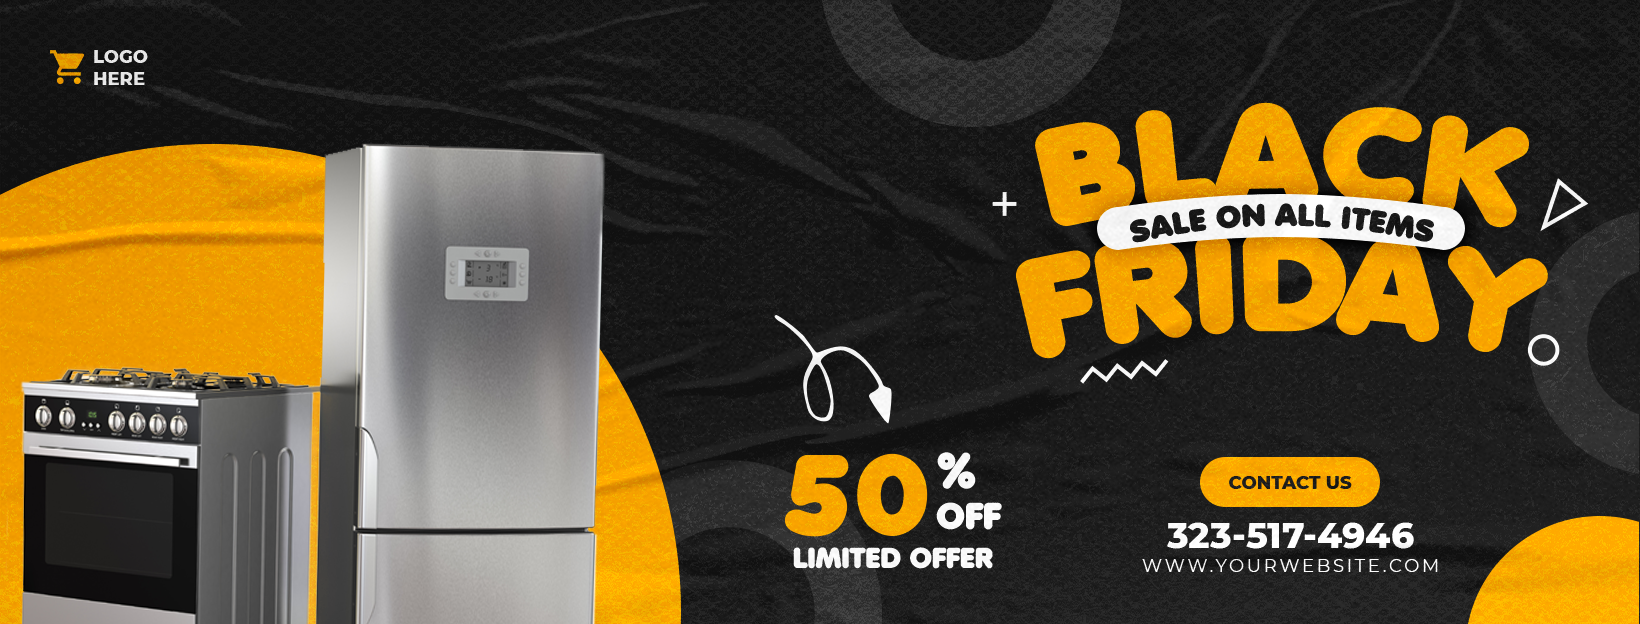 LOGO
HERE
BLACK
SALE ON ALL ITEMS
FRIDAY
50%
OFF
LIMITED OFFER
CONTACT US
323-517-4946
WWW.YOURWEBSITE.COM